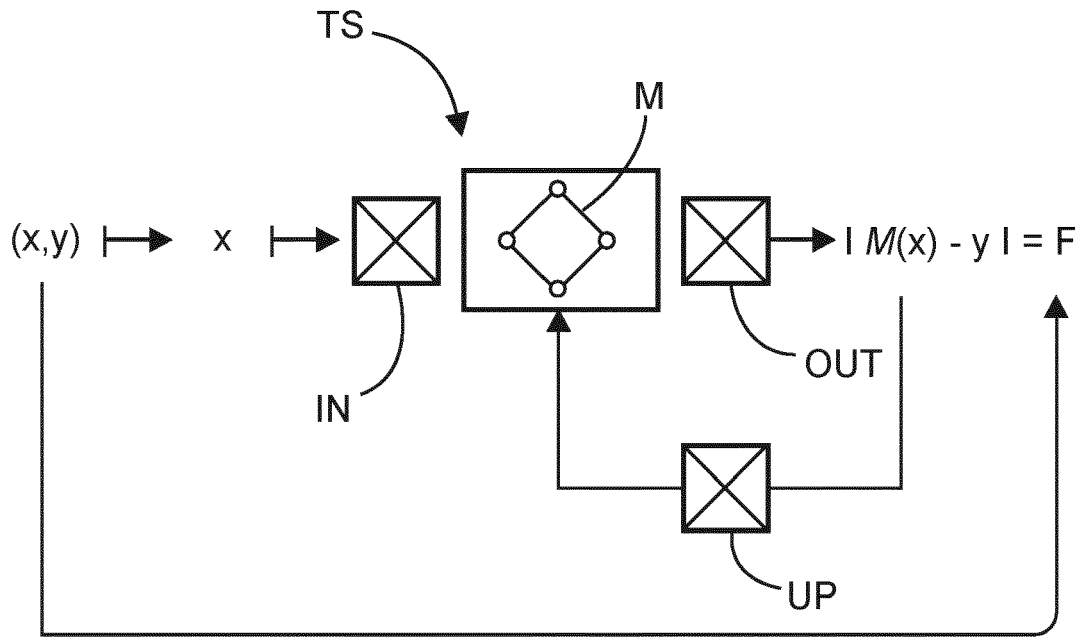 TS
M
(x,y) x I M(x) - y I = F
OUT
IN
UP